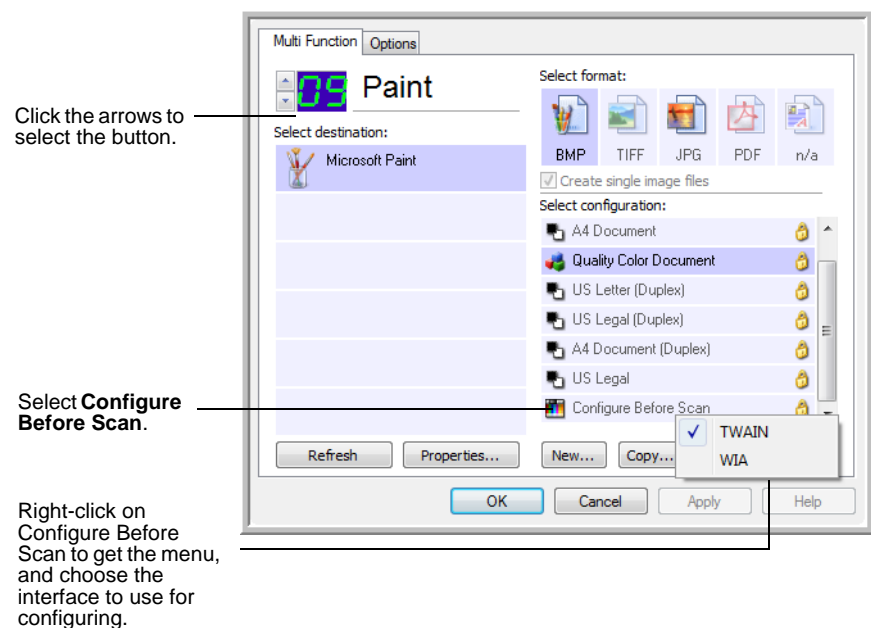 Multi Function
Options
09
Paint
Click the arrows to
select the button.
Select destination:
Microsoft Paint
Select format:
BMP
TIFF
JPG
PDF
n/a
Create single image files
Select configuration:
A4 Document
Quality Color Document
US Letter (Duplex)
US Legal (Duplex)
A4 Document (Duplex)
US Legal
Configure Before Scan
Select Configure
Before Scan.
TWAIN
WIA
Refresh
Properties...
New...
Copy...
OK
Cancel
Apply
Help
Right-click on
Configure Before
Scan to get the menu,
and choose the
interface to use for
configuring.